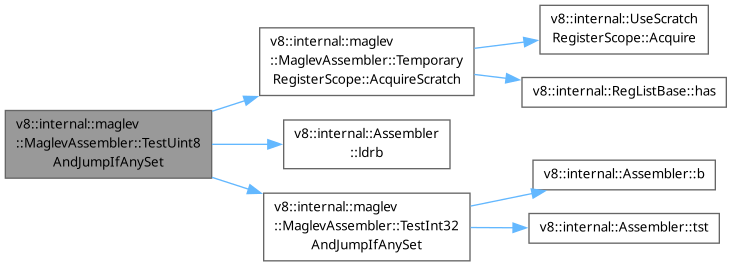 v8::internal::maglev
::MaglevAssembler::TestUint8
AndJumpIfAnySet
v8::internal::maglev
::MaglevAssembler::Temporary
RegisterScope::AcquireScratch
v8::internal::UseScratch
RegisterScope::Acquire
v8::internal::RegListBase::has
v8::internal::Assembler
::ldrb
v8::internal::maglev
::MaglevAssembler::TestInt32
AndJumpIfAnySet
v8::internal::Assembler::b
v8::internal::Assembler::tst